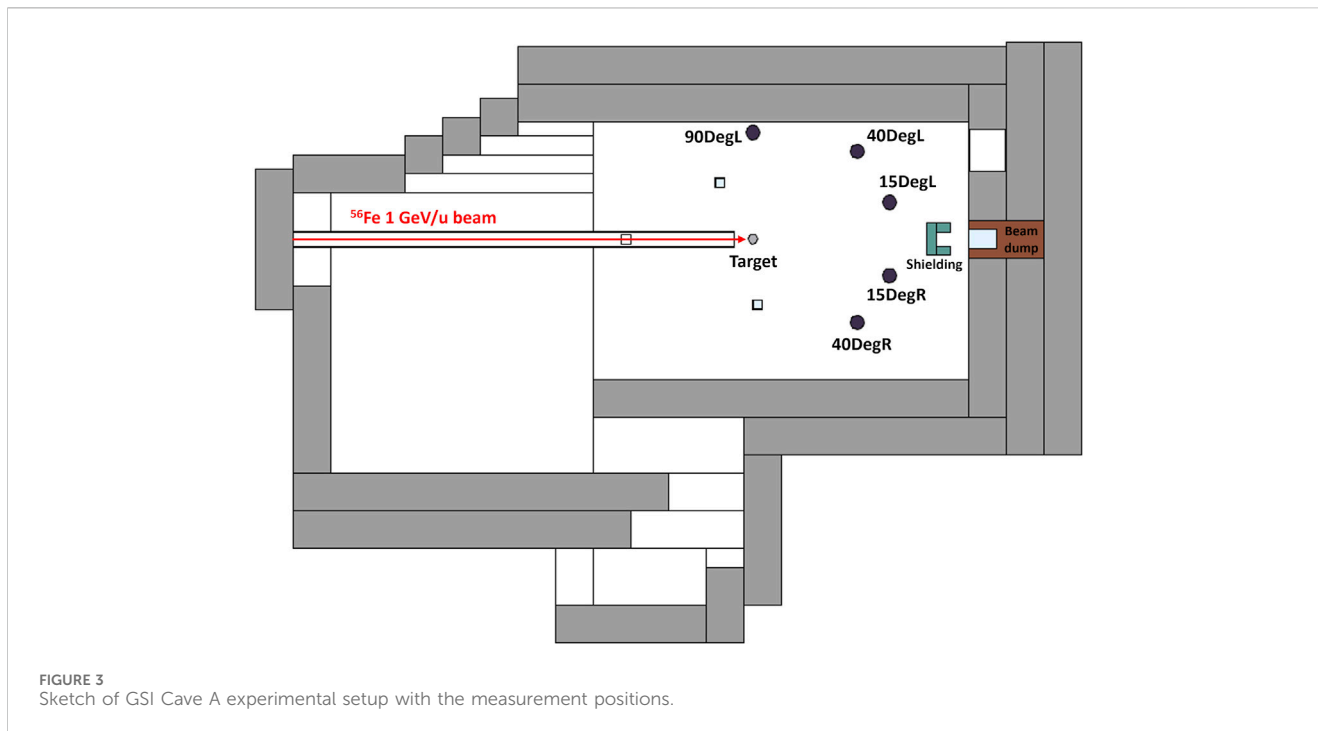 90DegL
40DegL
15DegL
⁵⁶Fe 1 GeV/u beam
Beam
dump
Target
Shielding
15DegR
40DegR
FIGURE 3
Sketch of GSI Cave A experimental setup with the measurement positions.